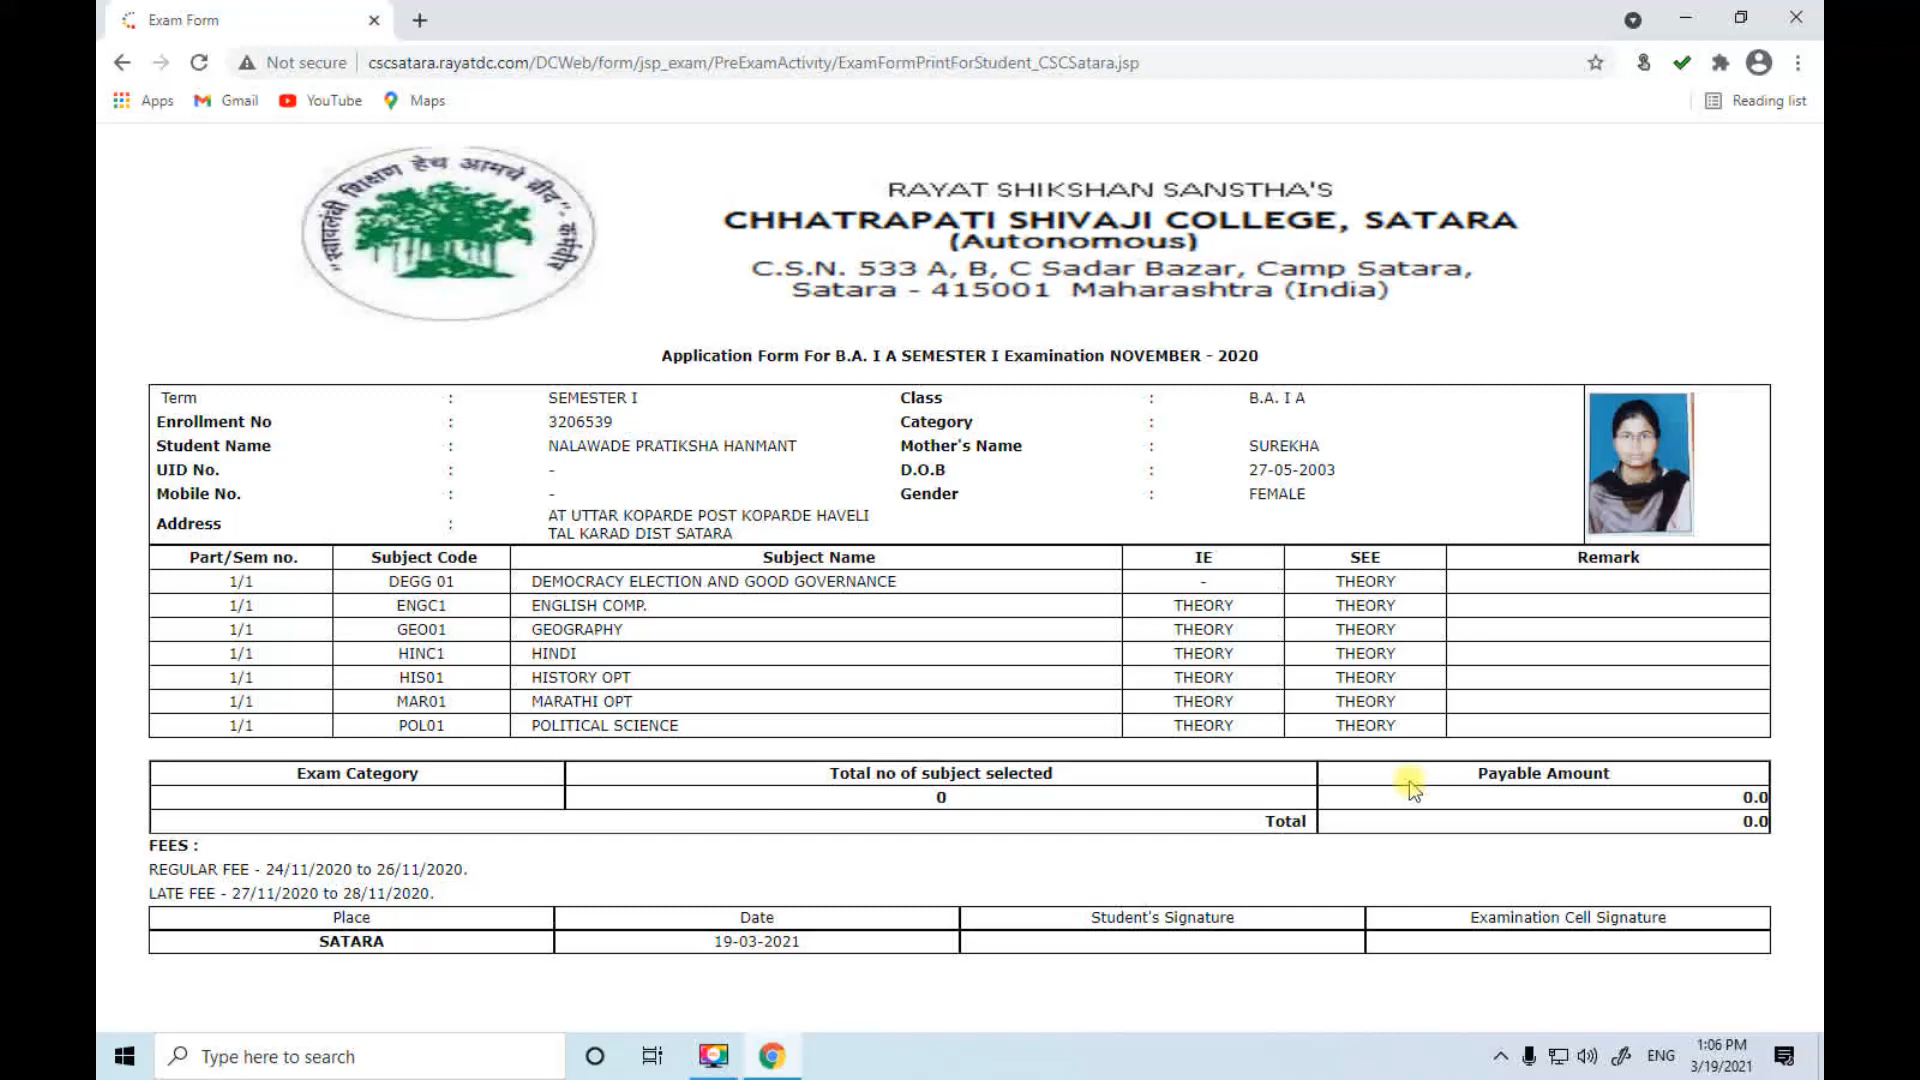 Exam Form
Not secure
cscsatara.rayatdc.com/DCWeb/form/jsp_exam/PreExamActivity/ExamFormPrintForStudent_CSCSatara.jsp
Apps Gmail YouTube Maps Reading list
"स्वावलंबी शिक्षण हेच आमचे ब्रीद"- कर्मवीर
RAYAT SHIKSHAN SANSTHA'S
CHHATRAPATI SHIVAJI COLLEGE, SATARA
(Autonomous)
C.S.N. 533 A, B, C Sadar Bazar, Camp Satara,
Satara - 415001 Maharashtra (India)
Application Form For B.A. I A SEMESTER I Examination NOVEMBER - 2020
Term : SEMESTER I Class : B.A. I A
Enrollment No : 3206539 Category :
Student Name : NALAWADE PRATIKSHA HANMANT Mother's Name : SUREKHA
UID No. : - D.O.B : 27-05-2003
Mobile No. : - Gender : FEMALE
Address : AT UTTAR KOPARDE POST KOPARDE HAVELI
TAL KARAD DIST SATARA
Part/Sem no. Subject Code Subject Name IE SEE Remark
1/1 DEGG 01 DEMOCRACY ELECTION AND GOOD GOVERNANCE - THEORY
1/1 ENGC1 ENGLISH COMP. THEORY THEORY
1/1 GEO01 GEOGRAPHY THEORY THEORY
1/1 HINC1 HINDI THEORY THEORY
1/1 HIS01 HISTORY OPT THEORY THEORY
1/1 MAR01 MARATHI OPT THEORY THEORY
1/1 POL01 POLITICAL SCIENCE THEORY THEORY
Exam Category Total no of subject selected Payable Amount
0 0.0
Total 0.0
FEES :
REGULAR FEE - 24/11/2020 to 26/11/2020.
LATE FEE - 27/11/2020 to 28/11/2020.
Place Date Student's Signature Examination Cell Signature
SATARA 19-03-2021
Type here to search
ENG
1:06 PM
3/19/2021